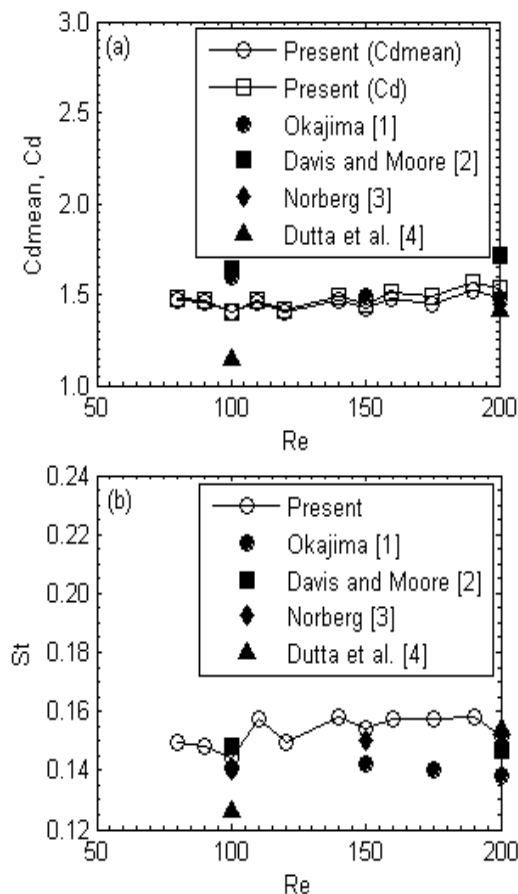 (a)
Present (Cdmean)
Present (Cd)
Okajima [1]
Davis and Moore [2]
Norberg [3]
Dutta et al. [4]
Cdmean, Cd
3.0
2.5
2.0
1.5
1.0
50
100
150
200
Re
(b)
Present
Okajima [1]
Davis and Moore [2]
Norberg [3]
Dutta et al. [4]
St
0.24
0.22
0.20
0.18
0.16
0.14
0.12
50
100
150
200
Re